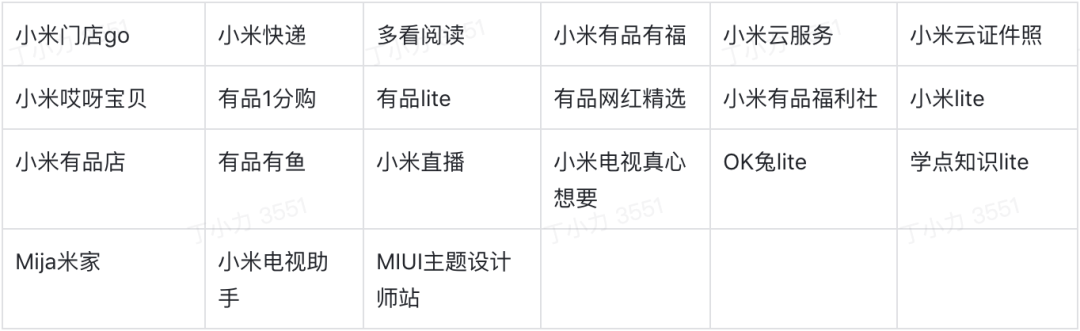 小米门店go 小米快递 多看阅读 小米有品有福 小米云服务 小米云证件照
小米哎呀宝贝 有品1分购 有品lite 有品网红精选 小米有品福利社 小米lite
小米有品店 有品有鱼 小米直播 小米电视真心想要 OK兔lite 学点知识lite
Mija米家 小米电视助手 MIUI主题设计师站
丁小力 3551
丁小力 3551
丁小力 3551
丁小力 3551
丁小力 3551
丁小力 3551